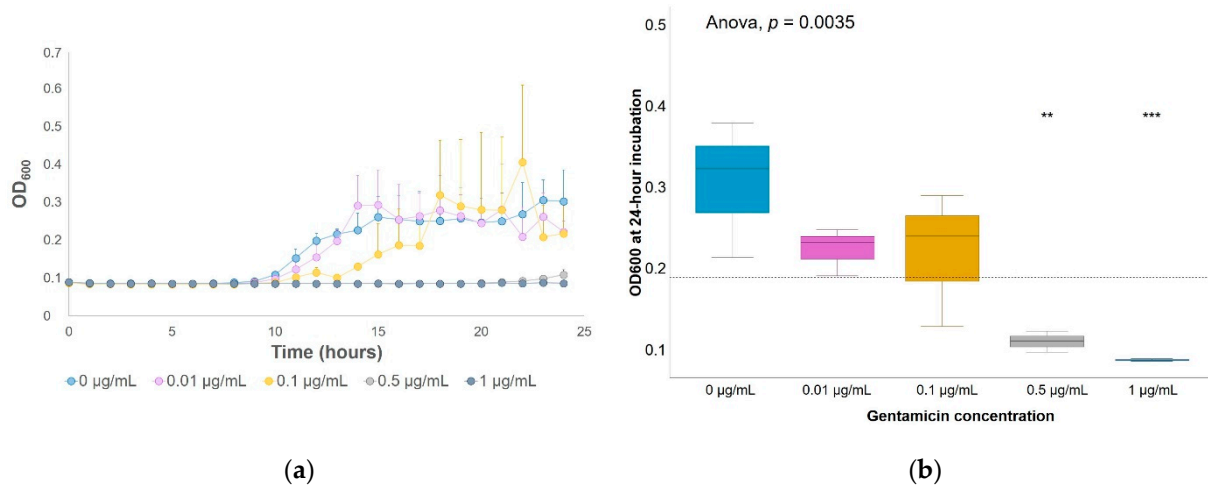 0.7
0.6
0.5
0.4
0.3
0.2
0.1
0
OD600
0 5 10 15 20 25
Time (hours)
0 µg/mL 0.01 µg/mL 0.1 µg/mL 0.5 µg/mL 1 µg/mL
(a)
Anova, p = 0.0035
0.5
0.4
0.3
0.2
0.1
OD600 at 24-hour incubation
** ***
0 µg/mL 0.01 µg/mL 0.1 µg/mL 0.5 µg/mL 1 µg/mL
Gentamicin concentration
(b)